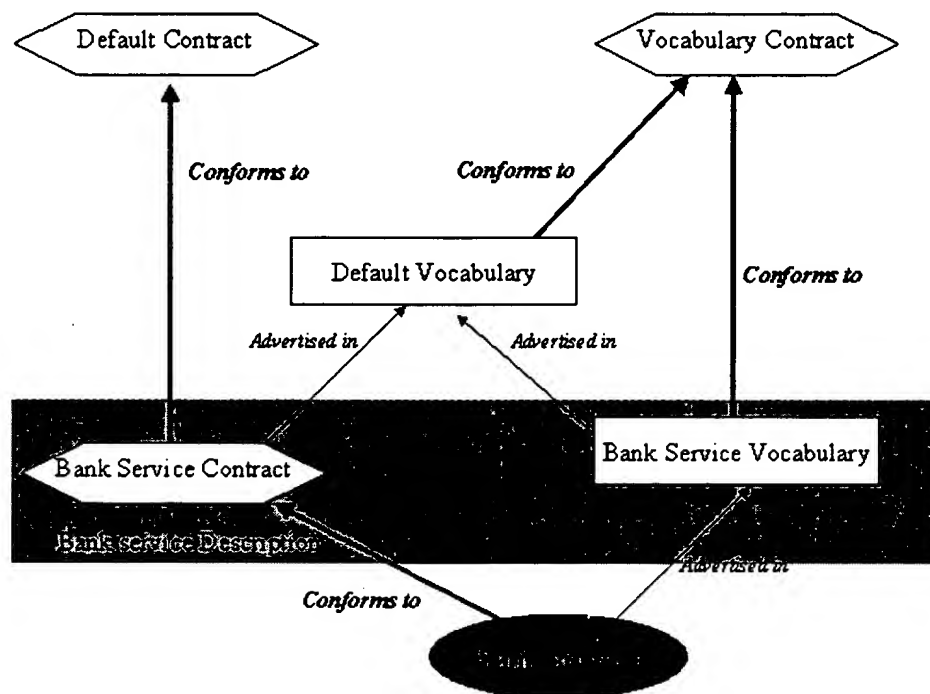 Default Contract
Vocabulary Contract
Conforms to
Conforms to
Default Vocabulary
Conforms to
Advertised in
Advertised in
Bank Service Contract
Bank Service Vocabulary
Bank service Description
Advertised in
Conforms to
Bank